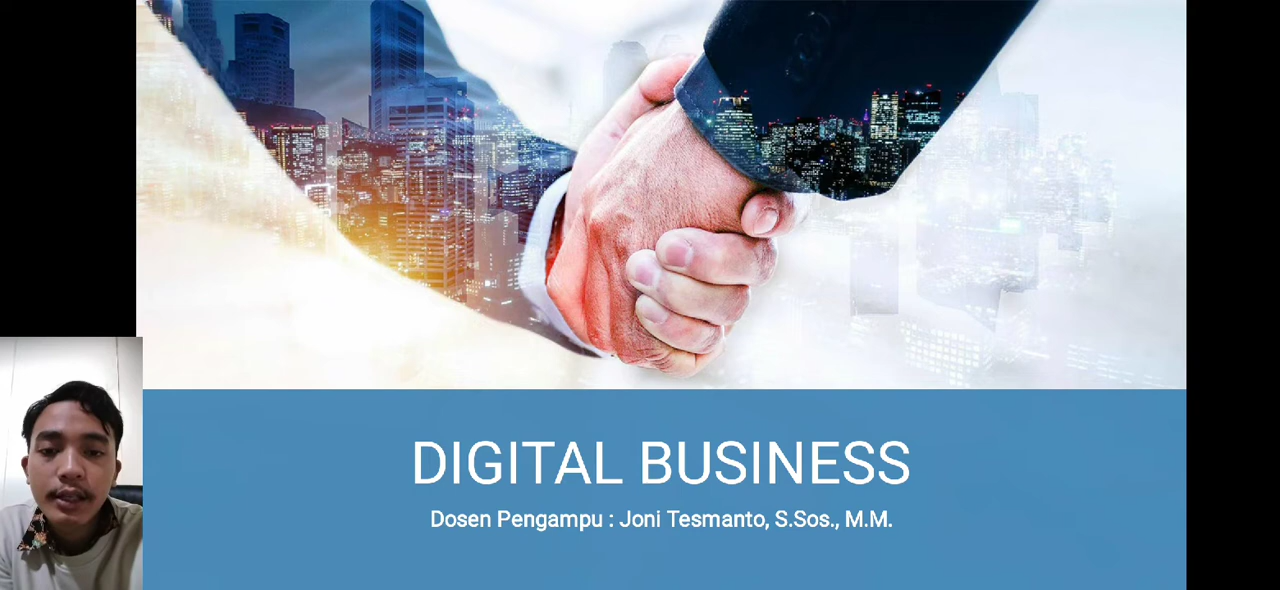 DIGITAL BUSINESS
Dosen Pengampu : Joni Tesmanto, S.Sos., M.M.